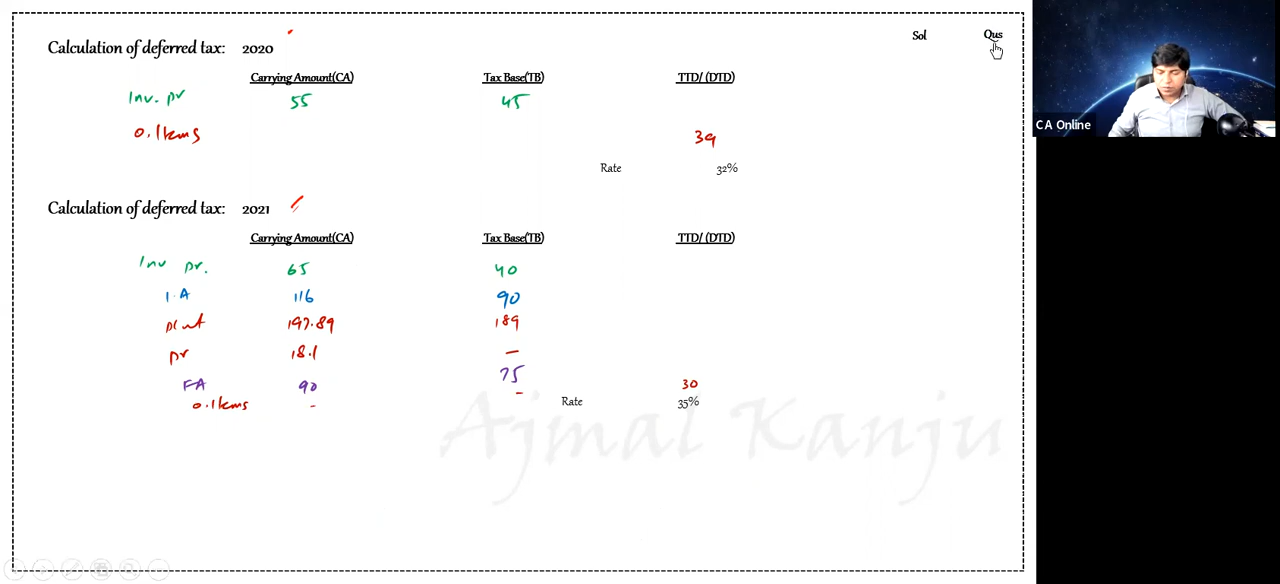 Sol Qus
Calculation of deferred tax: 2020
Carrying Amount(CA) Tax Base(TB) TTD/ (DTD)
Inv. pr 55 45
O.Items 39
Rate 32%
Calculation of deferred tax: 2021
Carrying Amount(CA) Tax Base(TB) TTD/ (DTD)
Inv pr. 65 40
I.A 116 90
plant 197.89 189
pr 18.1 –
FA 90 75
30
O.Items – –
Rate 35%
Ajmal Kanju
CA Online